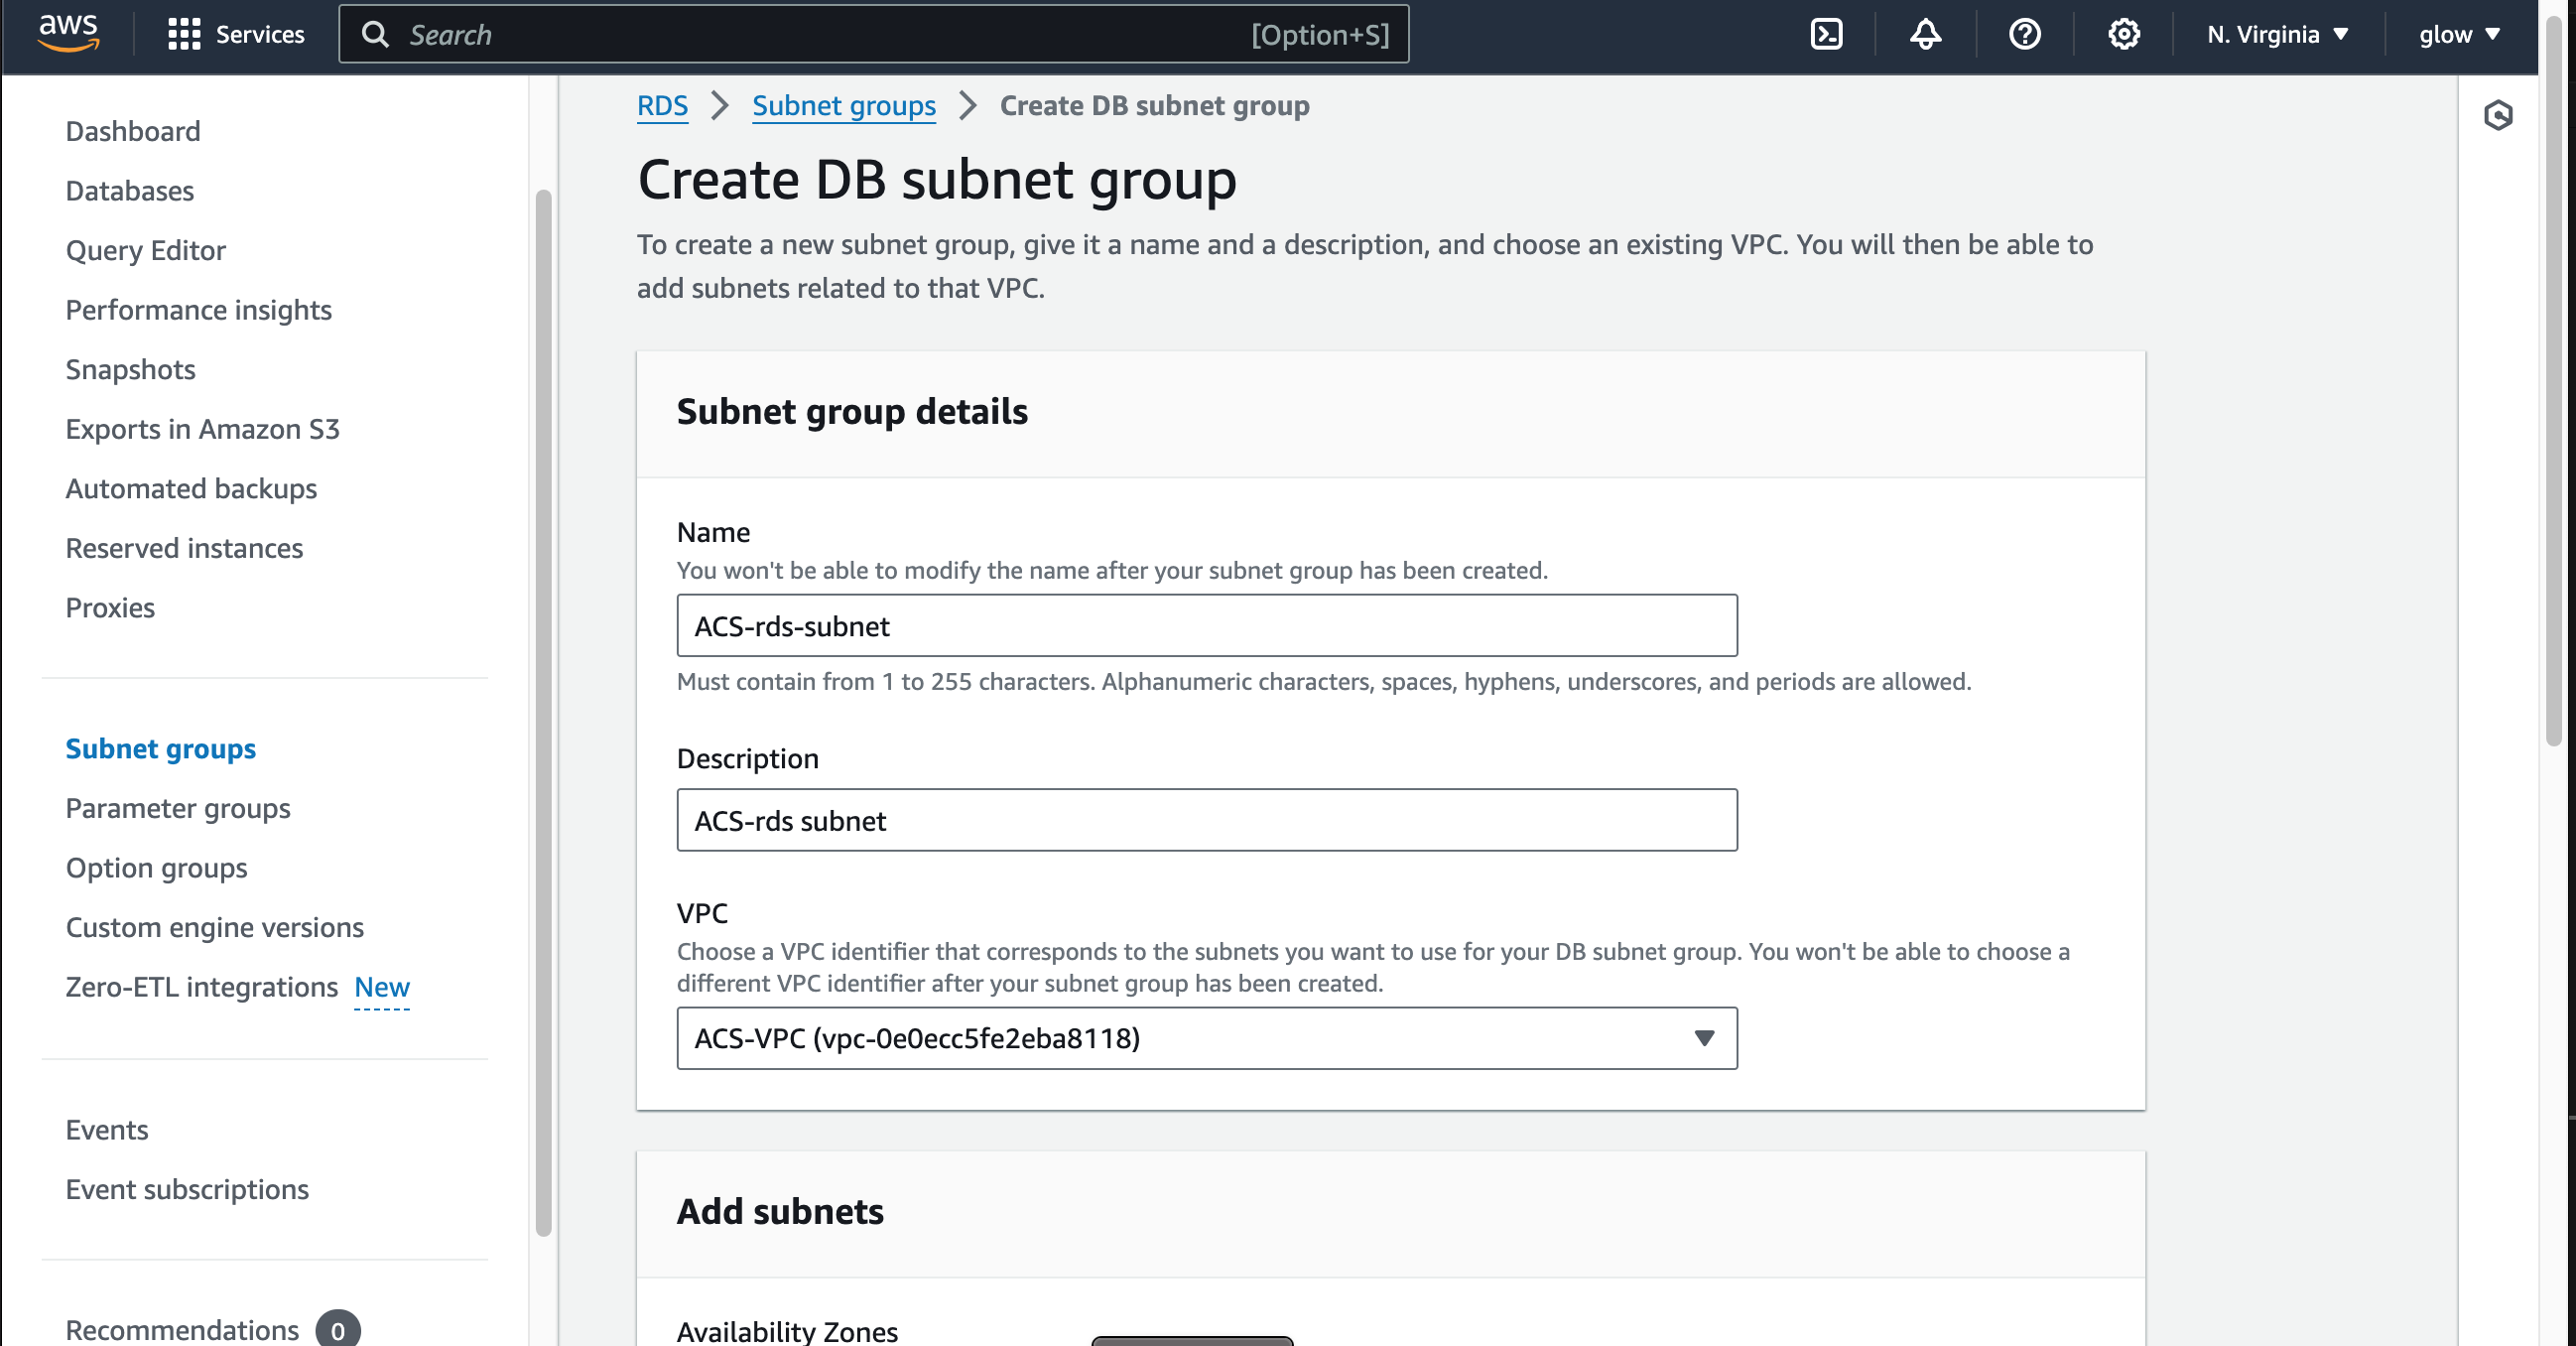 aws
Services
Search
[Option+S]
N. Virginia
glow
Dashboard
Databases
Query Editor
Performance insights
Snapshots
Exports in Amazon S3
Automated backups
Reserved instances
Proxies
Subnet groups
Parameter groups
Option groups
Custom engine versions
Zero-ETL integrations New
Events
Event subscriptions
Recommendations 0
RDS
Subnet groups
Create DB subnet group
Create DB subnet group
To create a new subnet group, give it a name and a description, and choose an existing VPC. You will then be able to
add subnets related to that VPC.
Subnet group details
Name
You won't be able to modify the name after your subnet group has been created.
ACS-rds-subnet
Must contain from 1 to 255 characters. Alphanumeric characters, spaces, hyphens, underscores, and periods are allowed.
Description
ACS-rds subnet
VPC
Choose a VPC identifier that corresponds to the subnets you want to use for your DB subnet group. You won't be able to choose a
different VPC identifier after your subnet group has been created.
ACS-VPC (vpc-0e0ecc5fe2eba8118)
Add subnets
Availability Zones